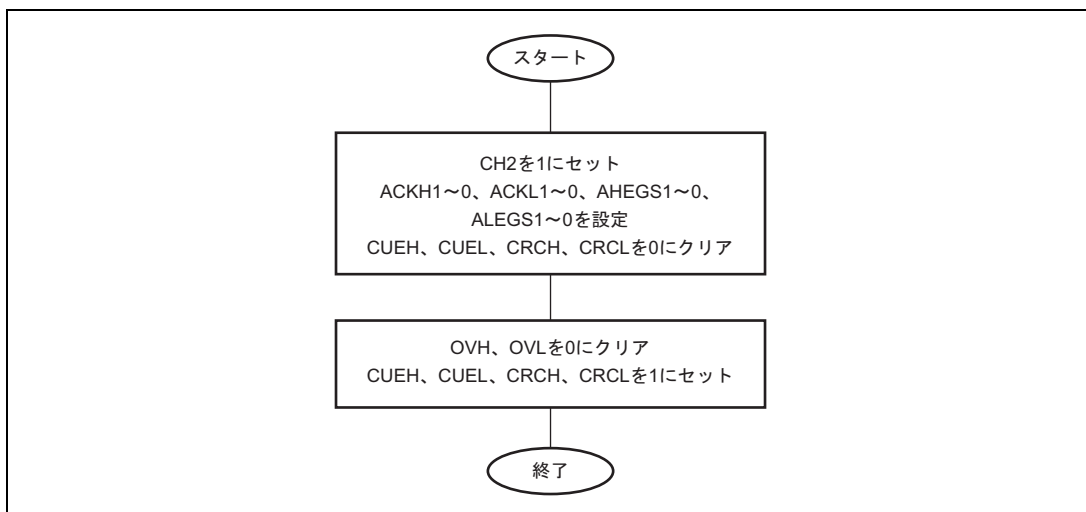 スタート
CH2を1にセット
ACKH1～0、ACKL1～0、AHEGS1～0、
ALEGS1～0を設定
CUEH、CUEL、CRCH、CRCLを0にクリア
OVH、OVLを0にクリア
CUEH、CUEL、CRCH、CRCLを1にセット
終了